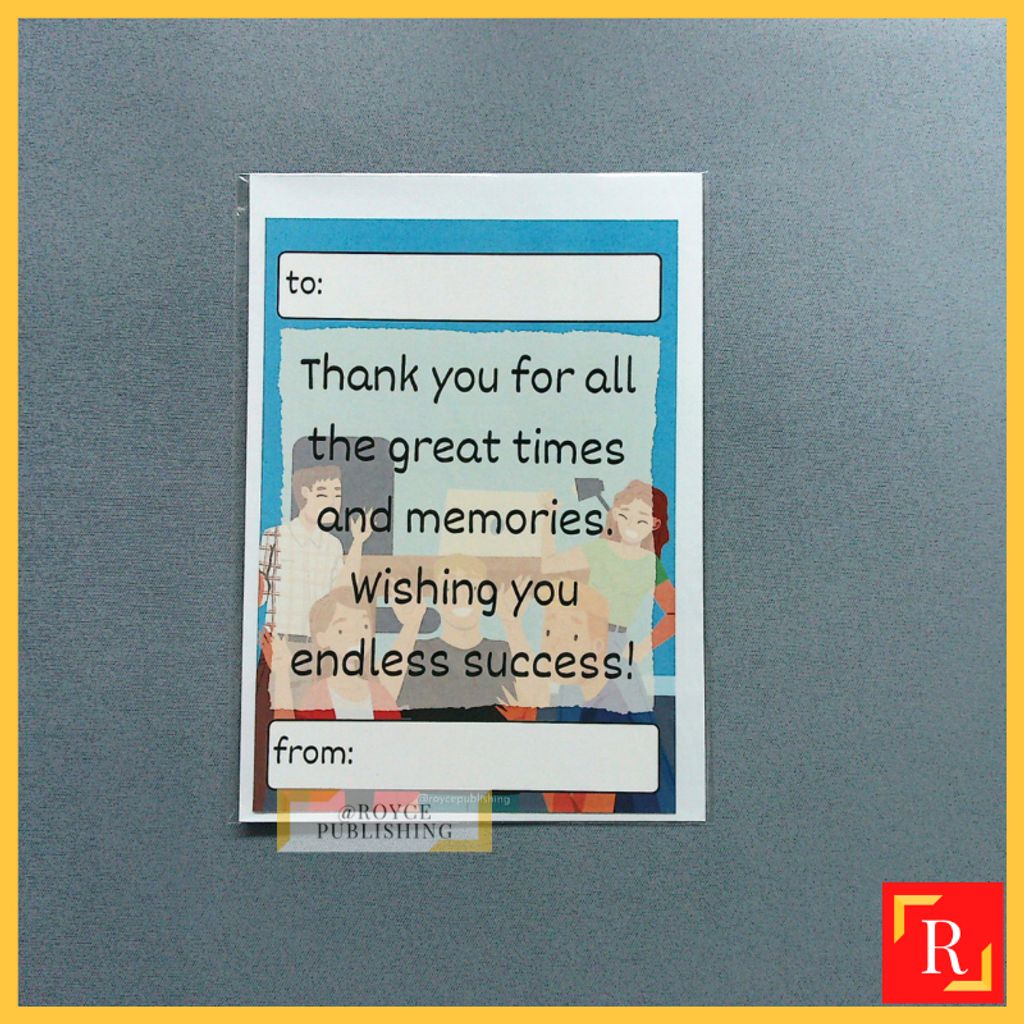 to:
Thank you for all
the great times
and memories.
Wishing you
endless success!
from:
@roycepublishing
@ROYCE
PUBLISHING
R